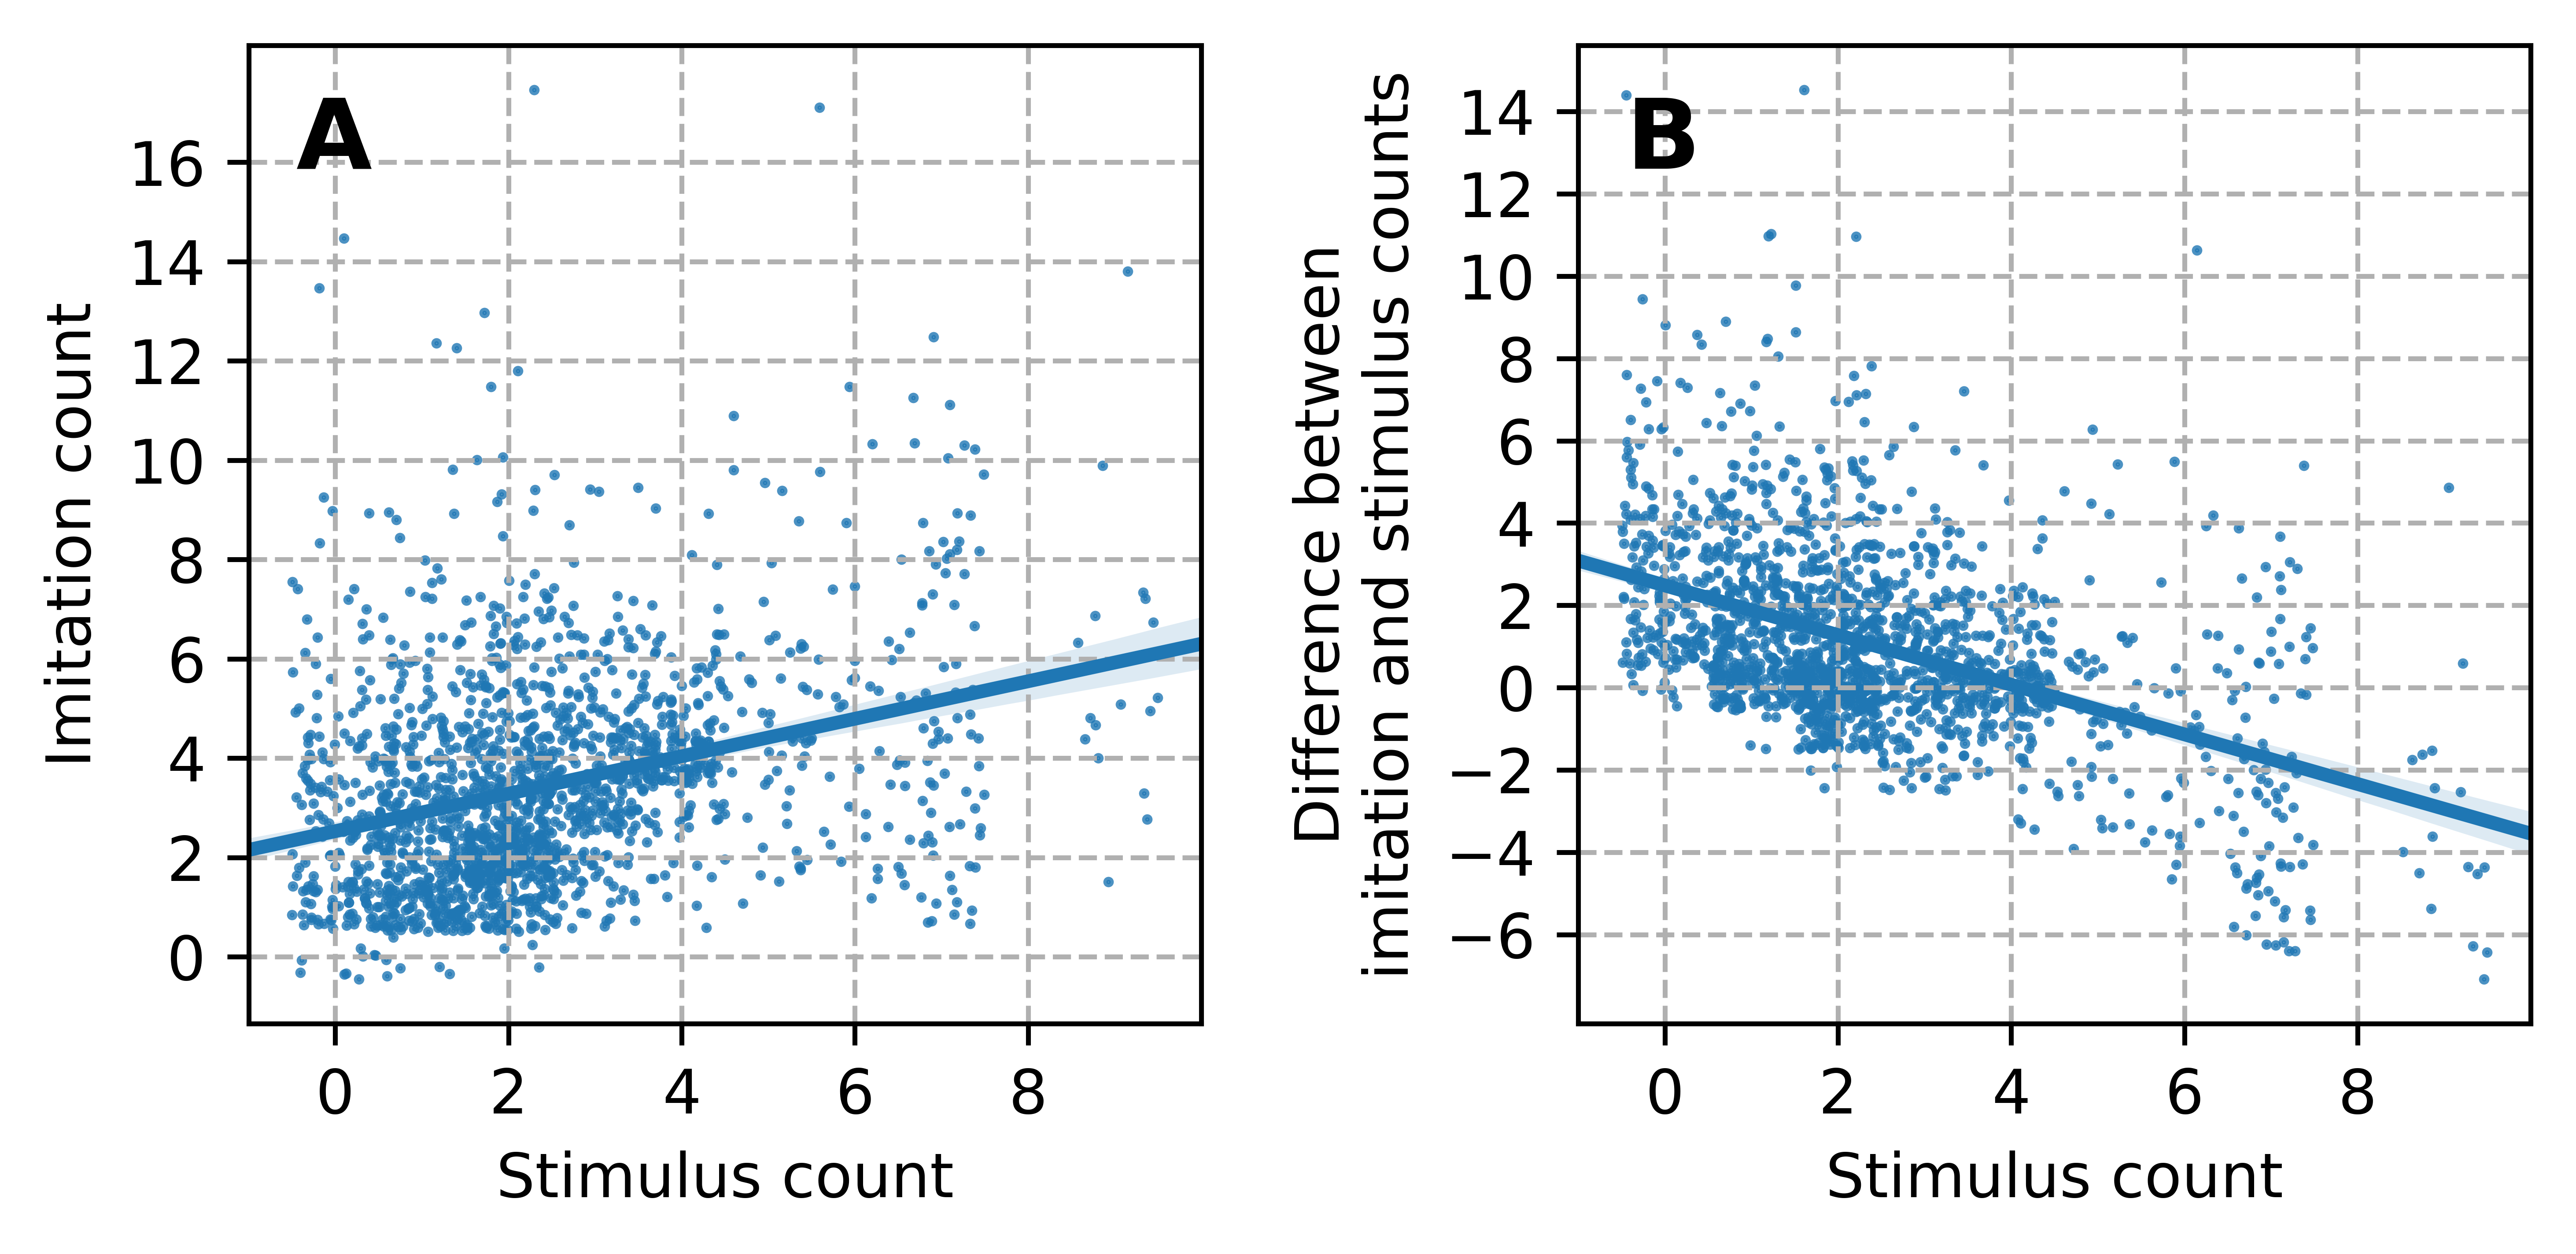 A
16
14
12
10
8
6
4
2
0
Imitation count
0 2 4 6 8
Stimulus count
B
14
12
10
8
6
4
2
0
−2
−4
−6
Difference between
imitation and stimulus counts
0 2 4 6 8
Stimulus count